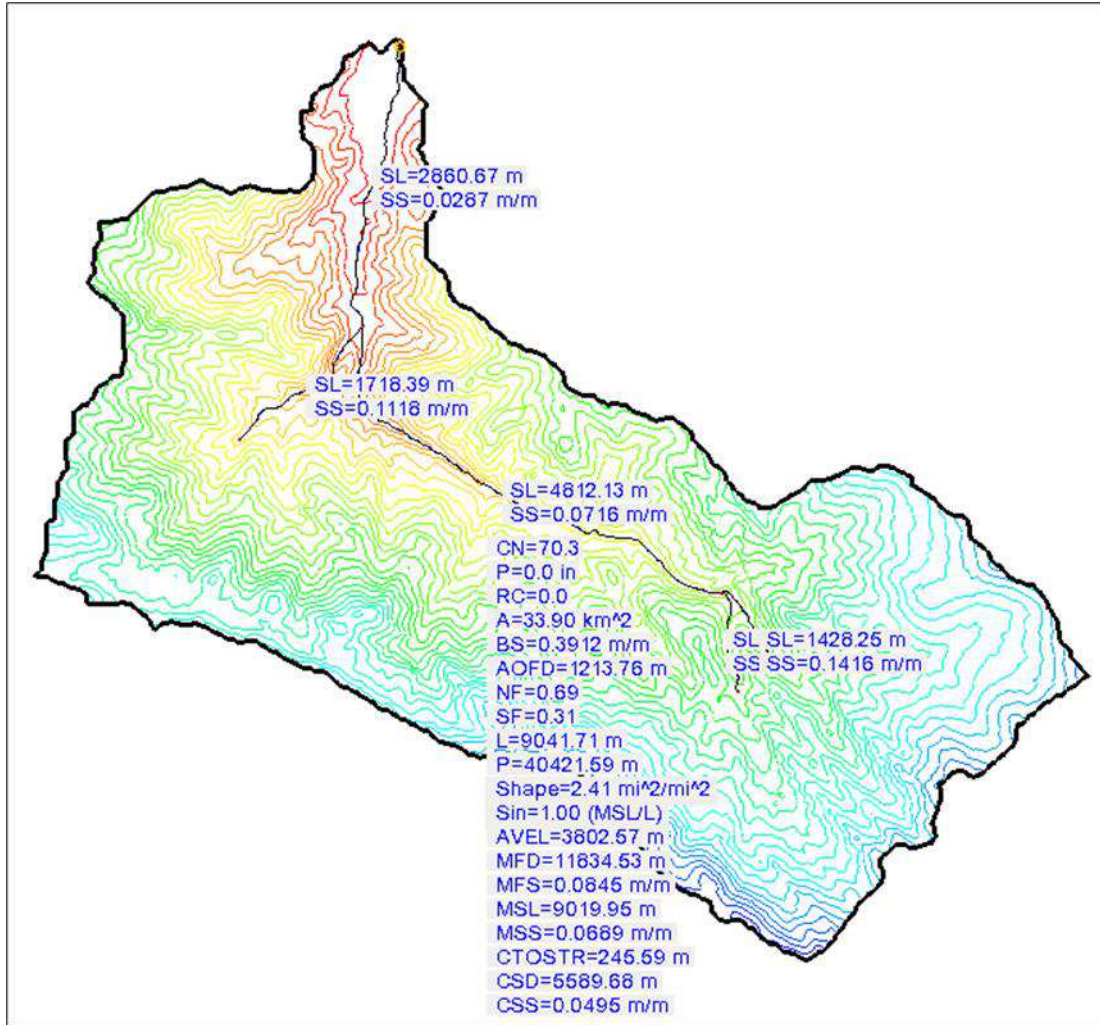 SL=2860.67 m
SS=0.0287 m/m
SL=1718.39 m
SS=0.1118 m/m
SL=4812.13 m
SS=0.0716 m/m
CN=70.3
P=0.0 in
RC=0.0
A=33.90 km^2
BS=0.3912 m/m
AOFD=1213.76 m
NF=0.69
SF=0.31
L=9041.71 m
P=40421.59 m
Shape=2.41 mi^2/mi^2
Sin=1.00 (MSL/L)
AVEL=3802.57 m
MFD=11834.53 m
MFS=0.0845 m/m
MSL=9019.95 m
MSS=0.0689 m/m
CTOSTR=245.59 m
CSD=5589.68 m
CSS=0.0495 m/m
SL SL=1428.25 m
SS SS=0.1416 m/m